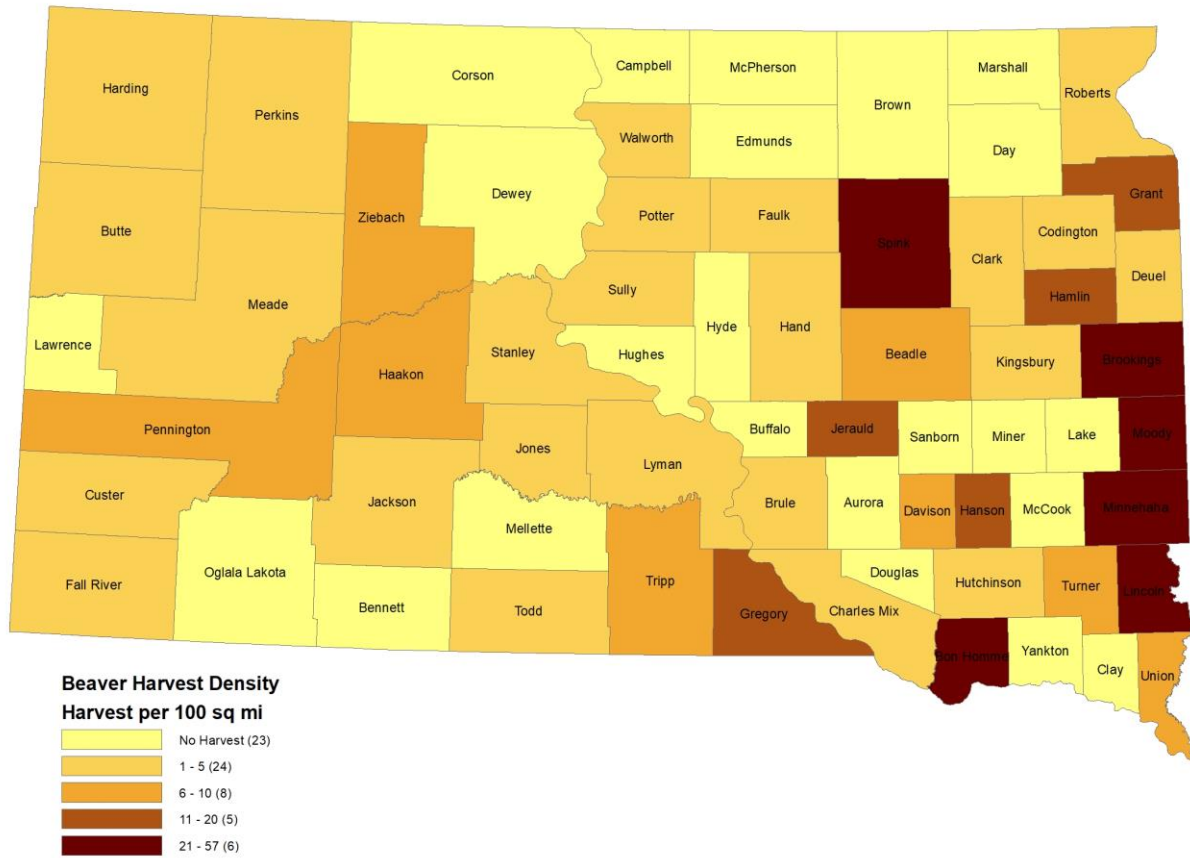 Harding
Perkins
Corson
Campbell
McPherson
Brown
Marshall
Roberts
Walworth
Edmunds
Day
Dewey
Ziebach
Potter
Faulk
Spink
Grant
Codington
Clark
Butte
Meade
Sully
Hyde
Hand
Hamlin
Deuel
Lawrence
Haakon
Stanley
Hughes
Beadle
Kingsbury
Brookings
Pennington
Buffalo
Jerauld
Sanborn
Miner
Lake
Moody
Custer
Jackson
Jones
Lyman
Brule
Aurora
Davison
Hanson
McCook
Minnehaha
Mellette
Fall River
Oglala Lakota
Bennett
Todd
Tripp
Gregory
Charles Mix
Douglas
Hutchinson
Turner
Lincoln
Bon Homme
Yankton
Clay
Union
Beaver Harvest Density
Harvest per 100 sq mi
No Harvest (23)
1 - 5 (24)
6 - 10 (8)
11 - 20 (5)
21 - 57 (6)